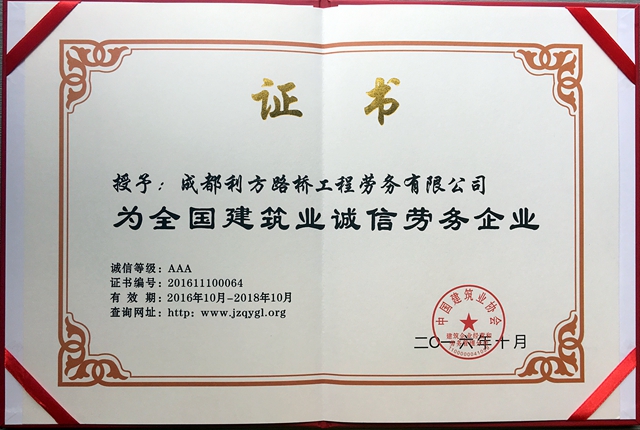 证书
授予：成都利方路桥工程劳务有限公司
为全国建筑业诚信劳务企业
诚信等级：AAA
证书编号：201611100064
有 效 期：2016年10月-2018年10月
查询网址：http: www.jzqygl.org
中国建筑业协会
二〇一六年十月